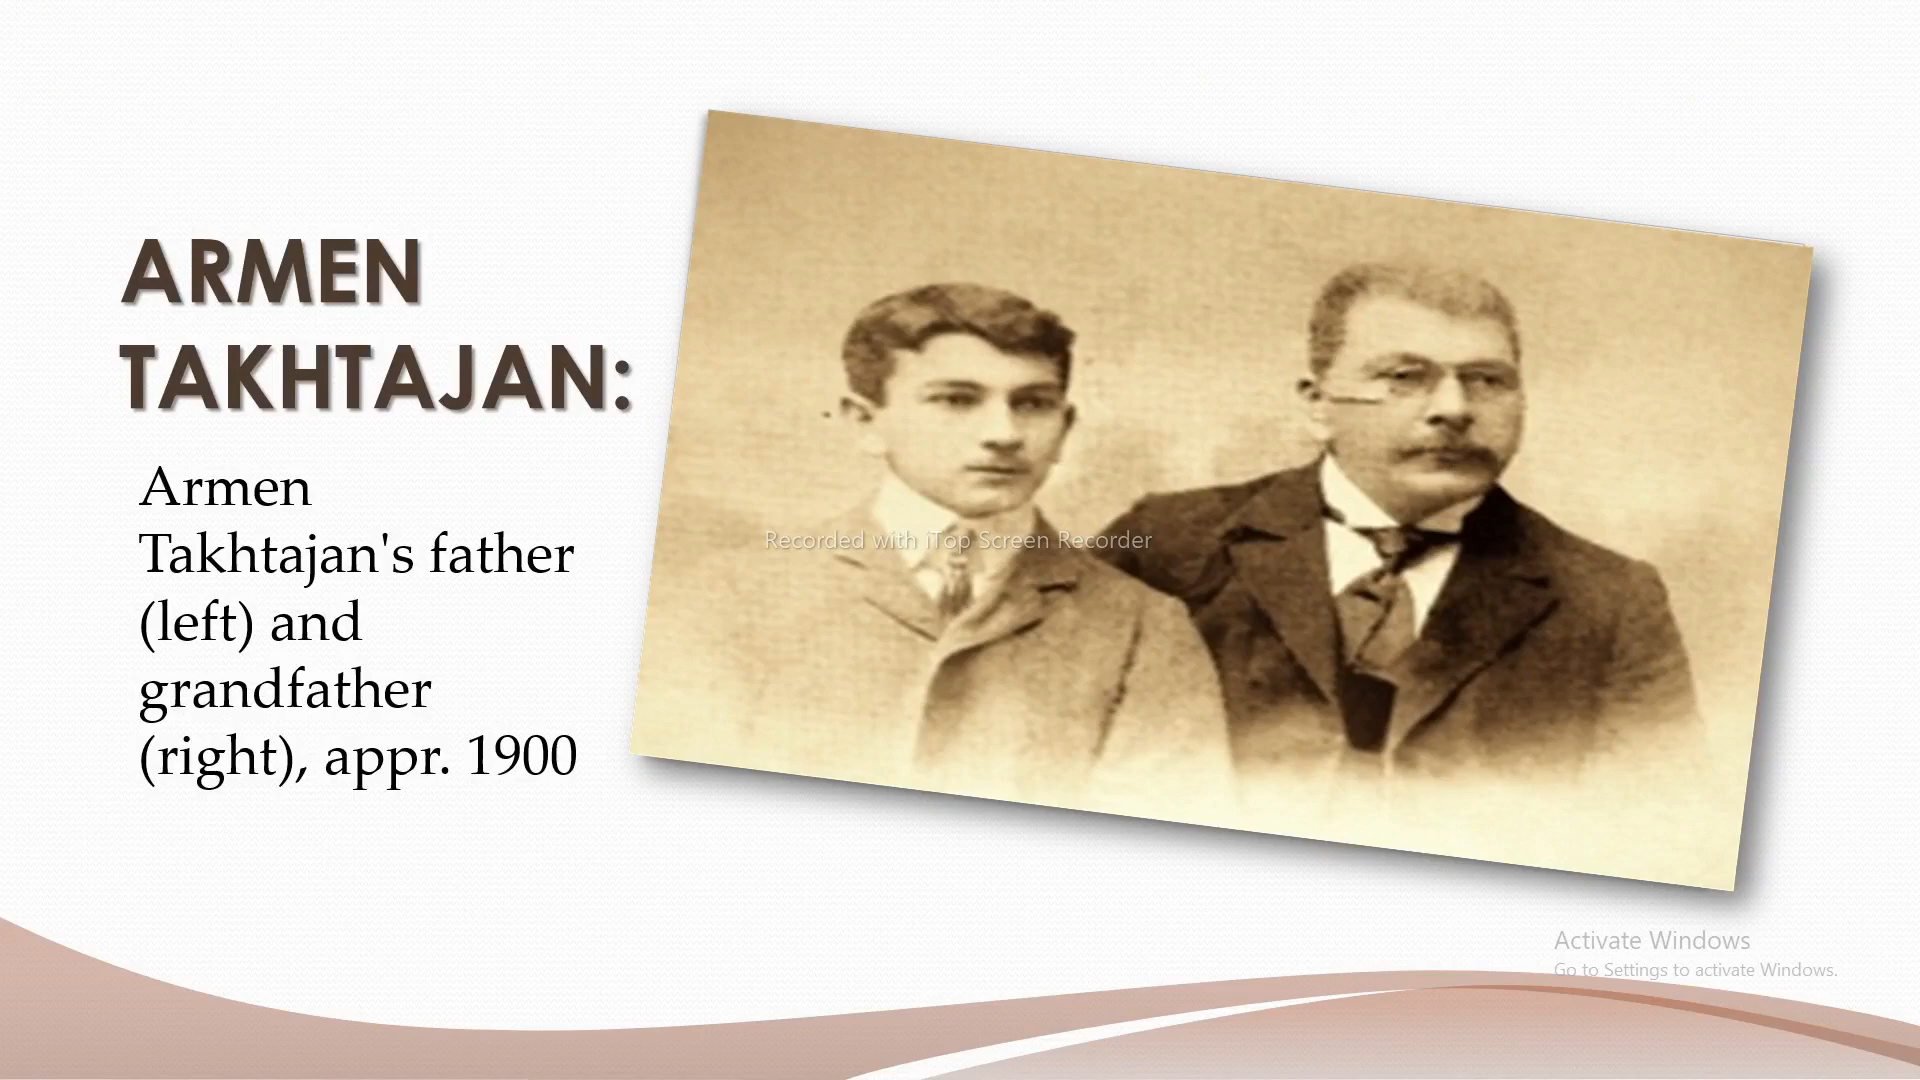 ARMEN
TAKHTAJAN:
Armen
Takhtajan's father
(left) and
grandfather
(right), appr. 1900
Recorded with iTop Screen Recorder
Activate Windows
Go to Settings to activate Windows.